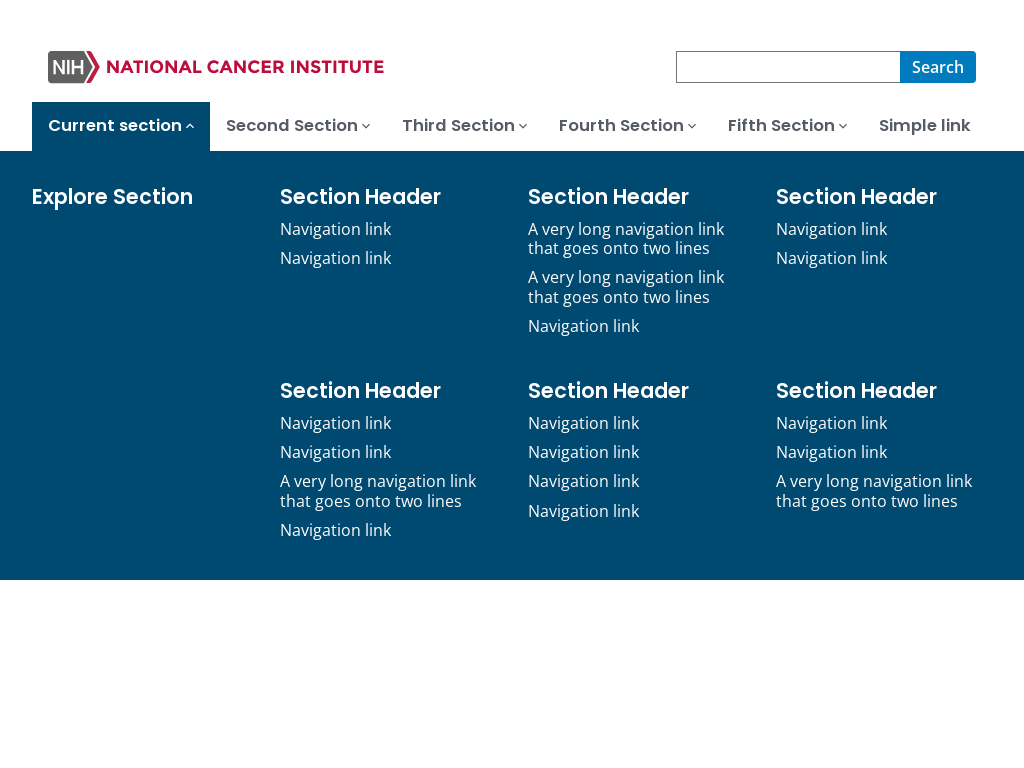 NIH NATIONAL CANCER INSTITUTE
Search
Current section Second Section Third Section Fourth Section Fifth Section Simple link
Explore Section
Section Header
Navigation link
Navigation link
Section Header
A very long navigation link
that goes onto two lines
A very long navigation link
that goes onto two lines
Navigation link
Section Header
Navigation link
Navigation link
Section Header
Navigation link
Navigation link
A very long navigation link
that goes onto two lines
Navigation link
Section Header
Navigation link
Navigation link
Navigation link
Navigation link
Section Header
Navigation link
Navigation link
A very long navigation link
that goes onto two lines